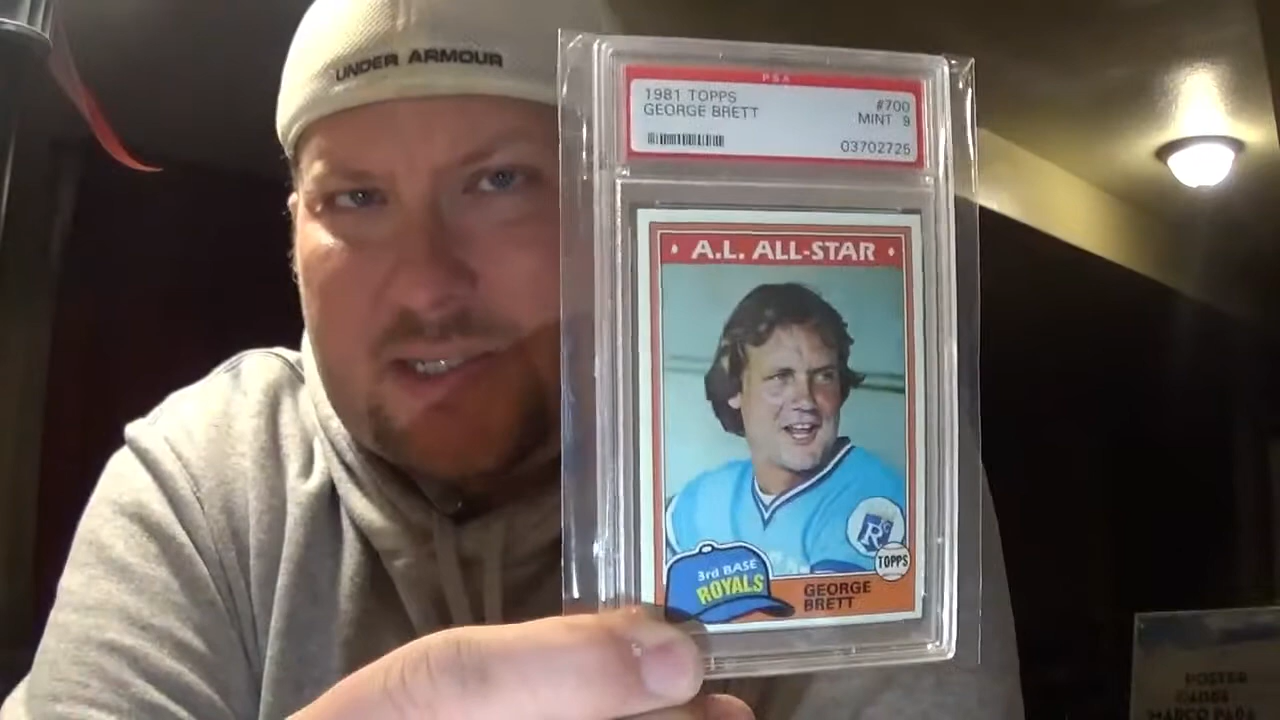 UNDER ARMOUR
PSA
1981 TOPPS
#700
GEORGE BRETT
MINT 9
03702725
A.L. ALL-STAR
R
TOPPS
3rd BASE
ROYALS
GEORGE
BRETT
POSTER